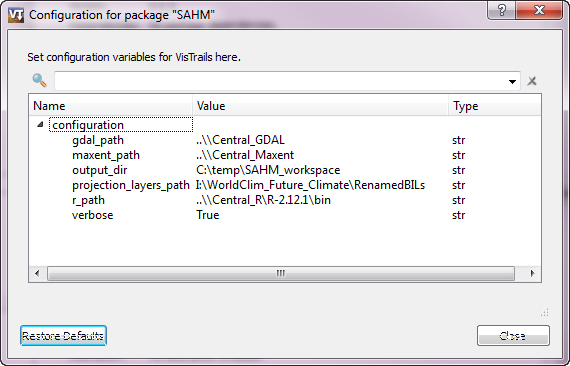 VT Configuration for package "SAHM"
Set configuration variables for VisTrails here.
Name Value Type
configuration
gdal_path ..\\Central_GDAL str
maxent_path ..\\Central_Maxent str
output_dir C:\temp\SAHM_workspace str
projection_layers_path I:\WorldClim_Future_Climate\RenamedBILs str
r_path ..\\Central_R\R-2.12.1\bin str
verbose True str
Restore Defaults Close